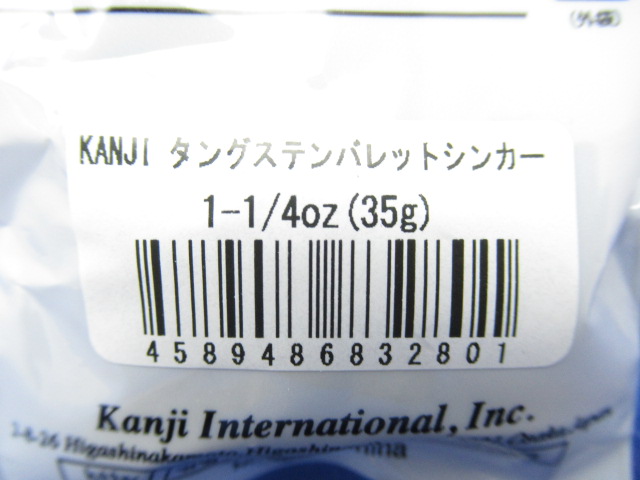 (外袋)
KANJI タングステンバレットシンカー
1-1/4oz(35g)
4589486832801
Kanji International, Inc.